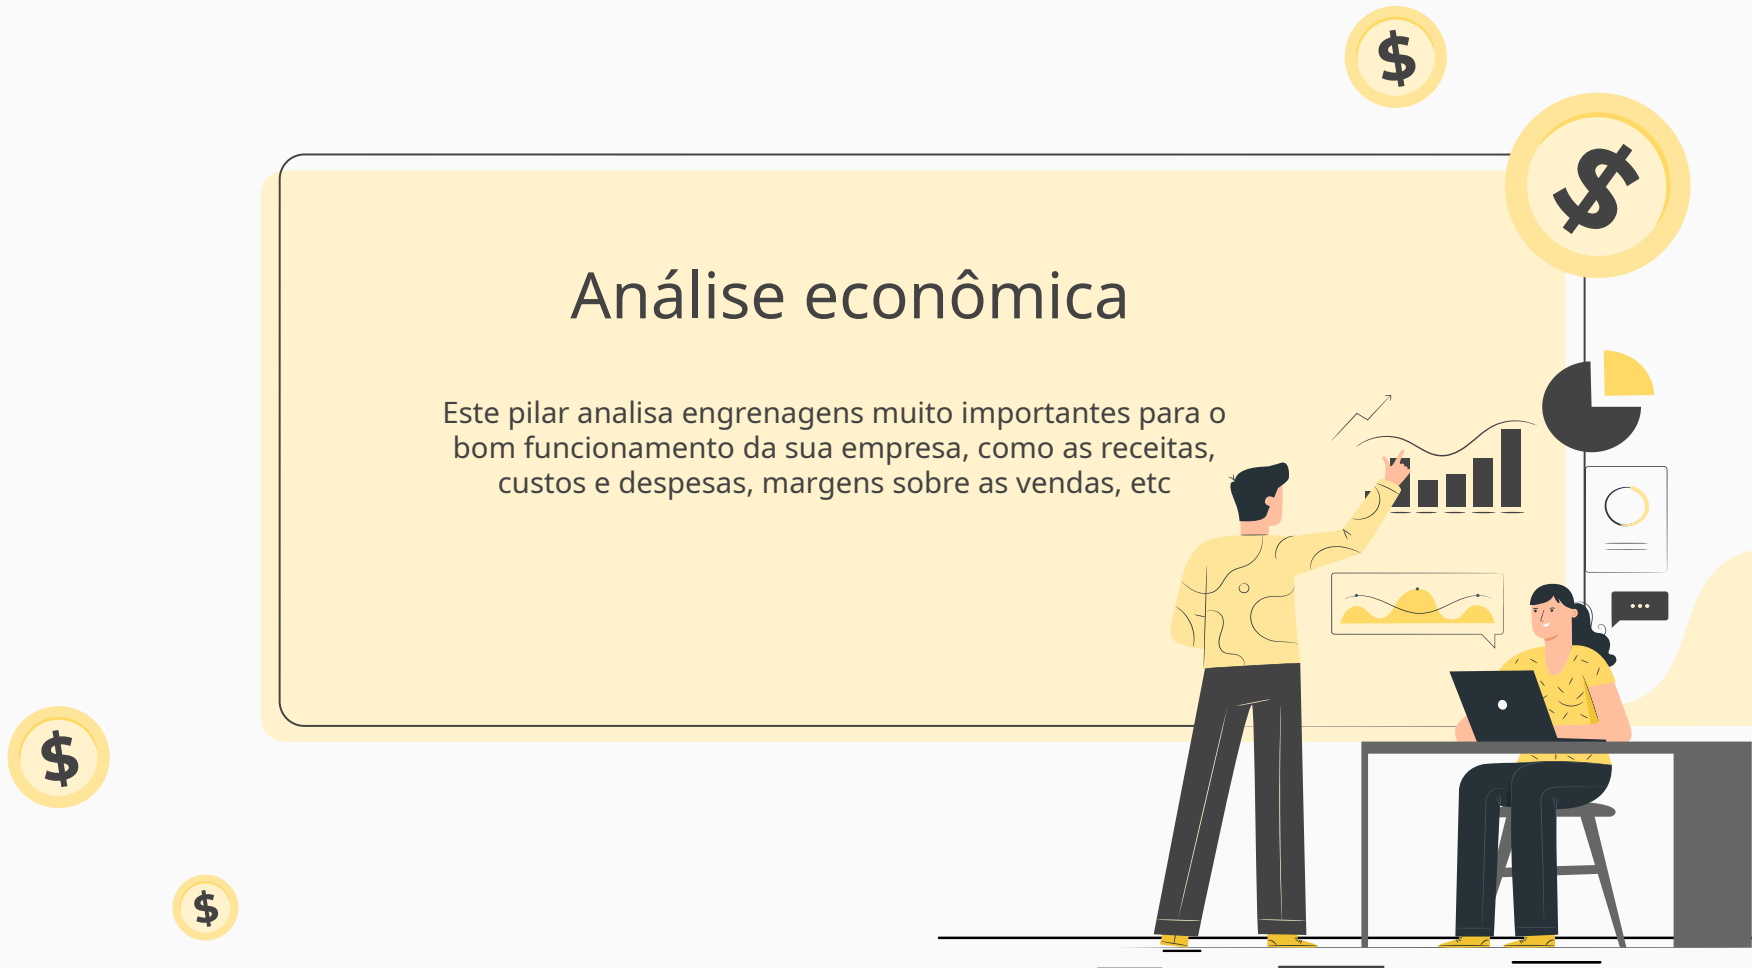 $
$
Análise econômica
Este pilar analisa engrenagens muito importantes para o
bom funcionamento da sua empresa, como as receitas,
custos e despesas, margens sobre as vendas, etc
$
$